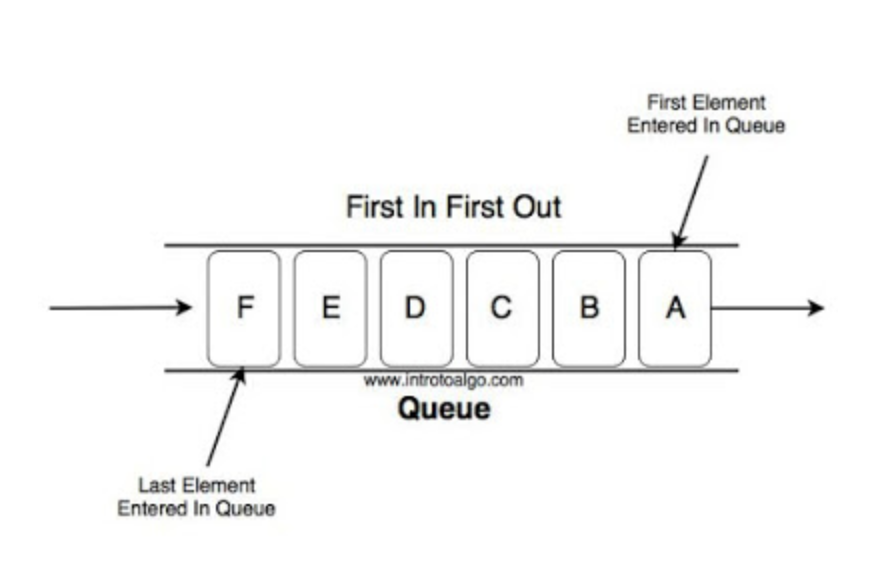 First Element
Entered In Queue
First In First Out
F E D C B A
www.introtoalgo.com
Queue
Last Element
Entered In Queue